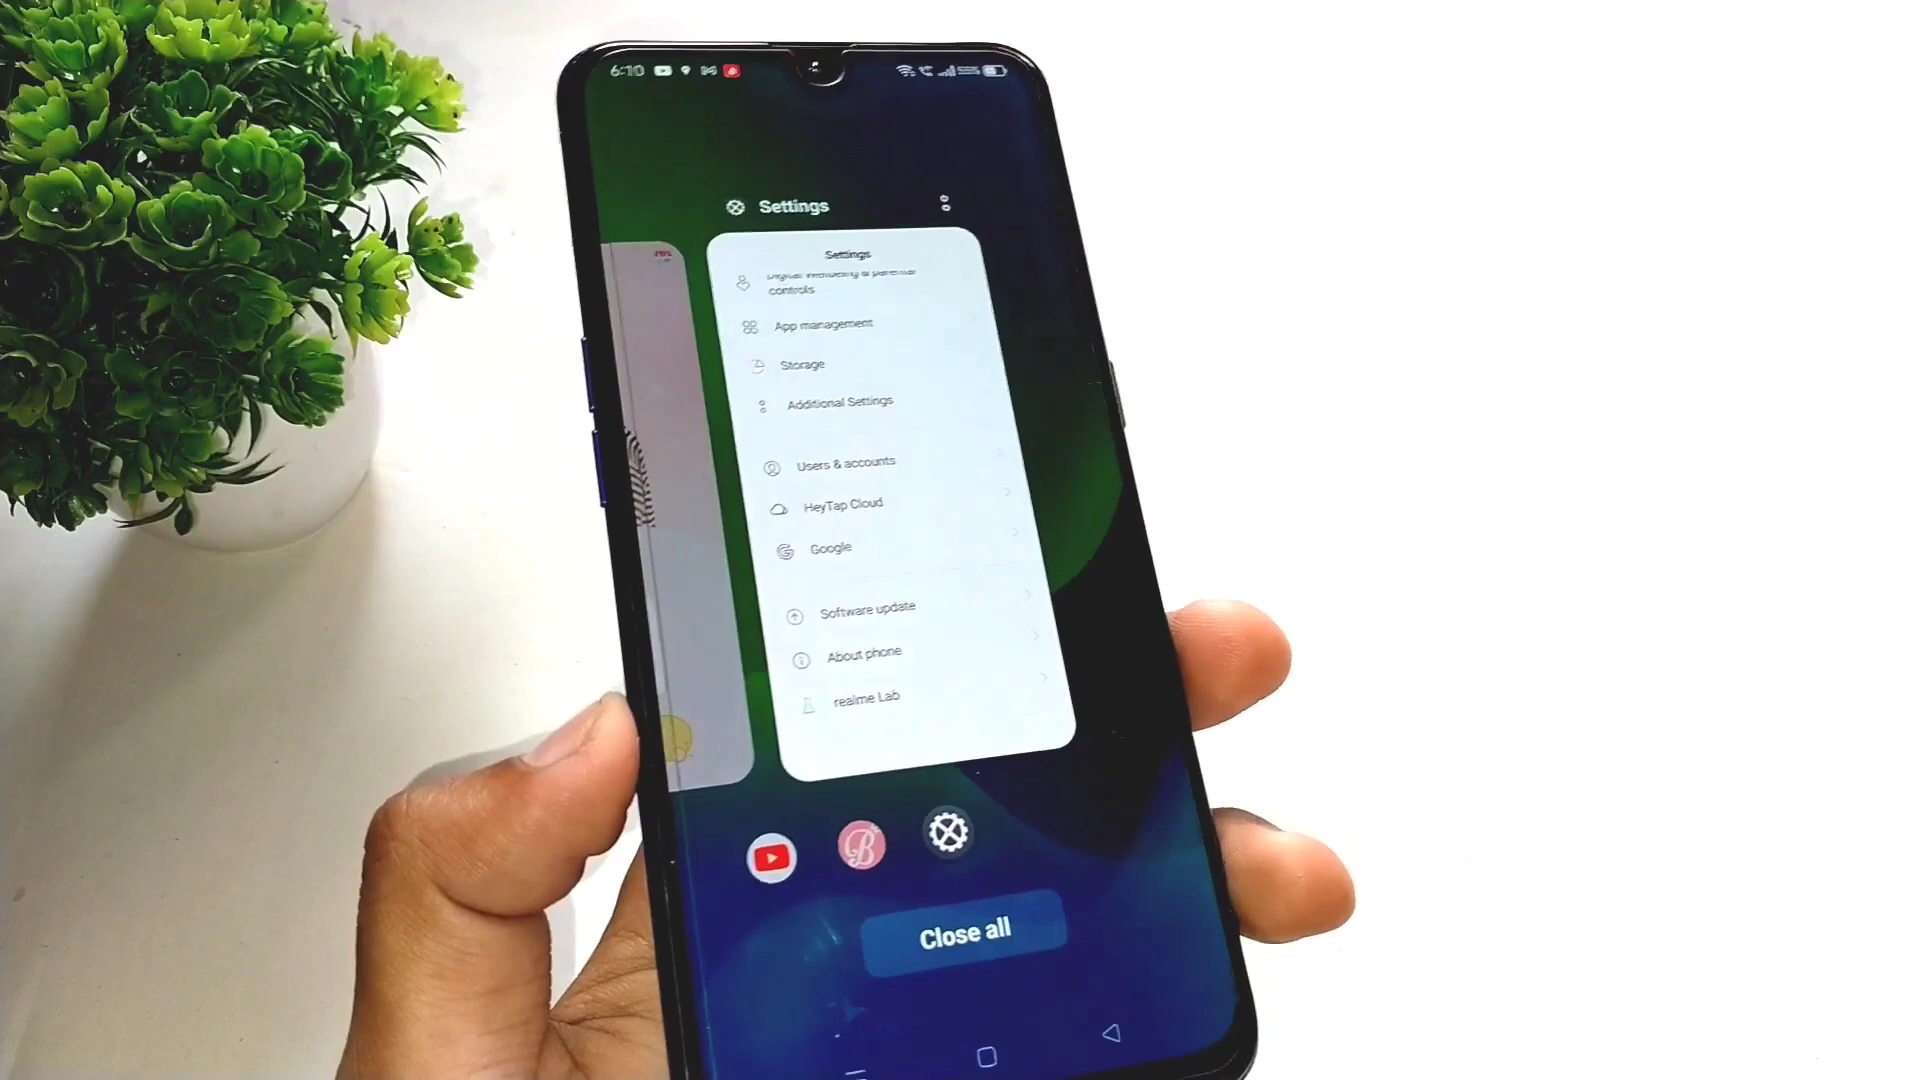 6:10
Settings
Settings
Digital Wellbeing & parental
controls
App management
Storage
Additional Settings
Users & accounts
HeyTap Cloud
Google
Software update
About phone
realme Lab
B
Close all